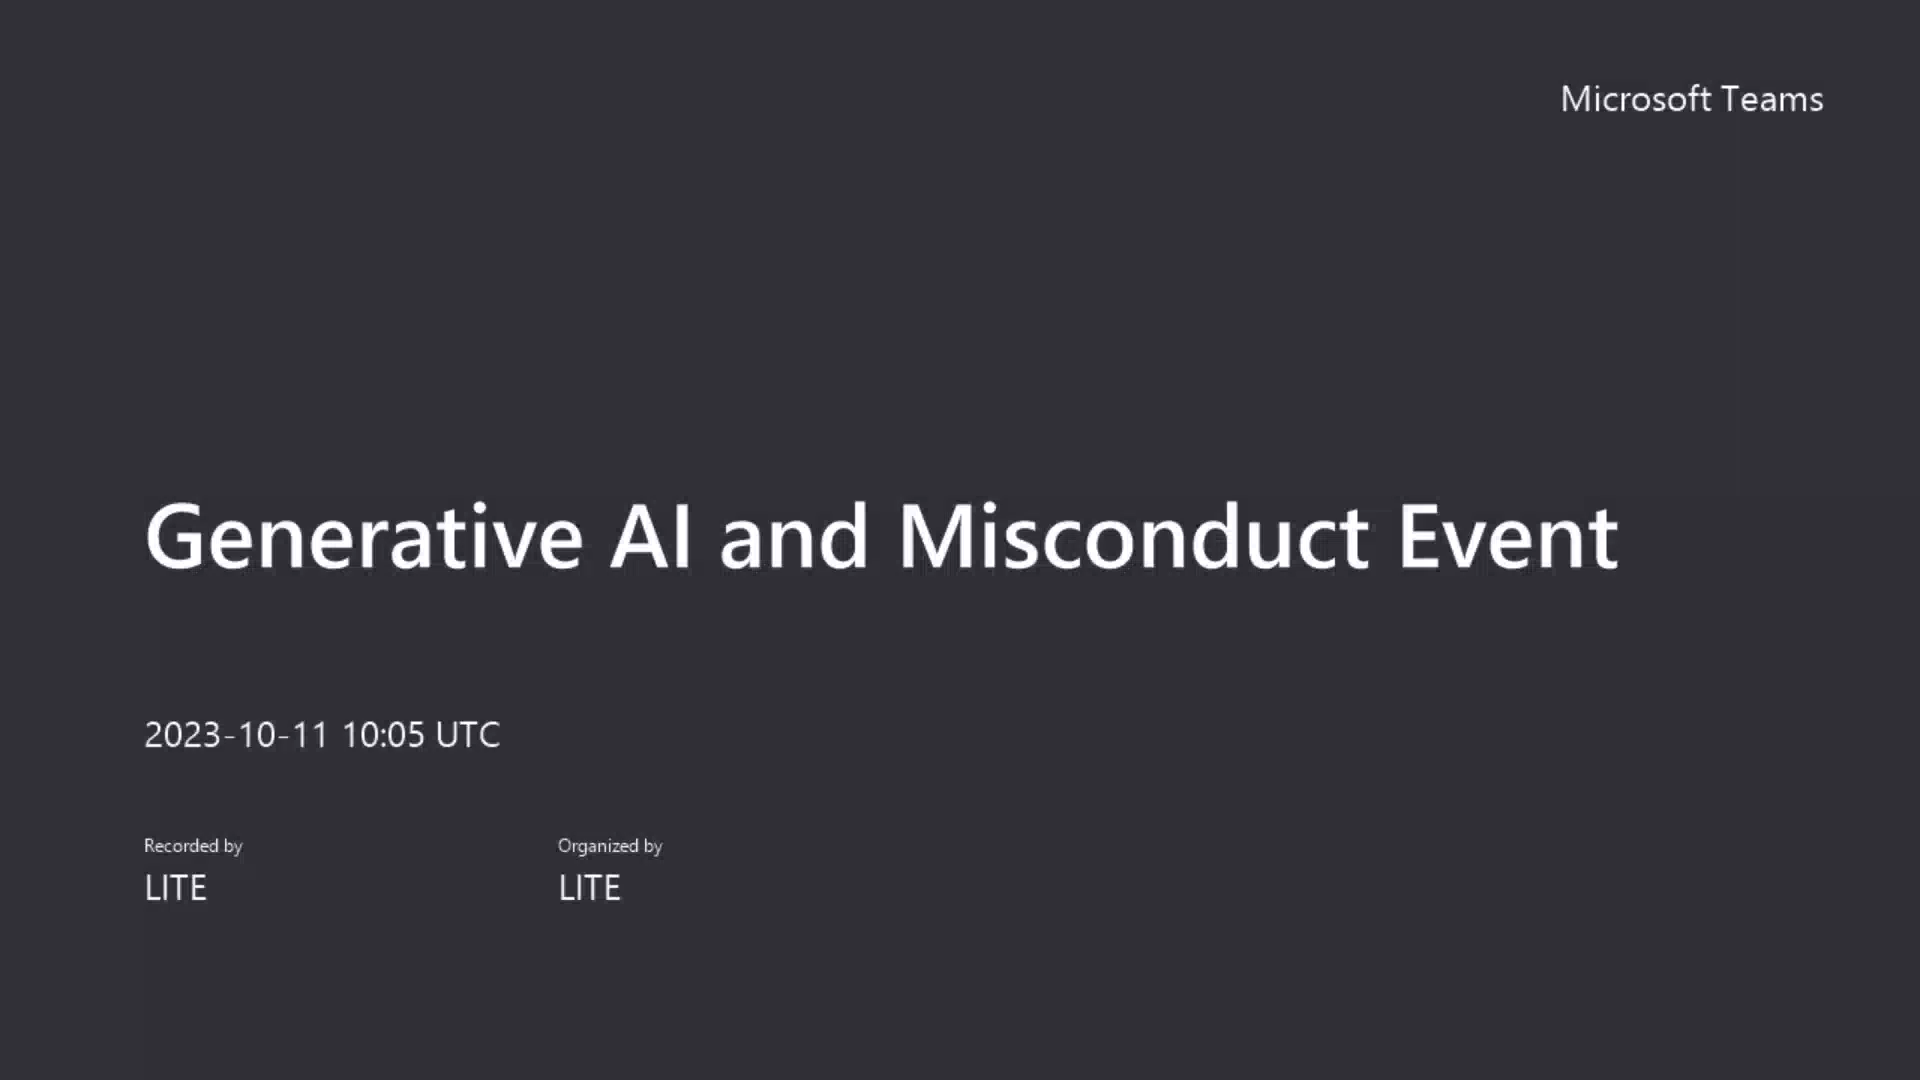 Microsoft Teams
Generative AI and Misconduct Event
2023-10-11 10:05 UTC
Recorded by
LITE
Organized by
LITE